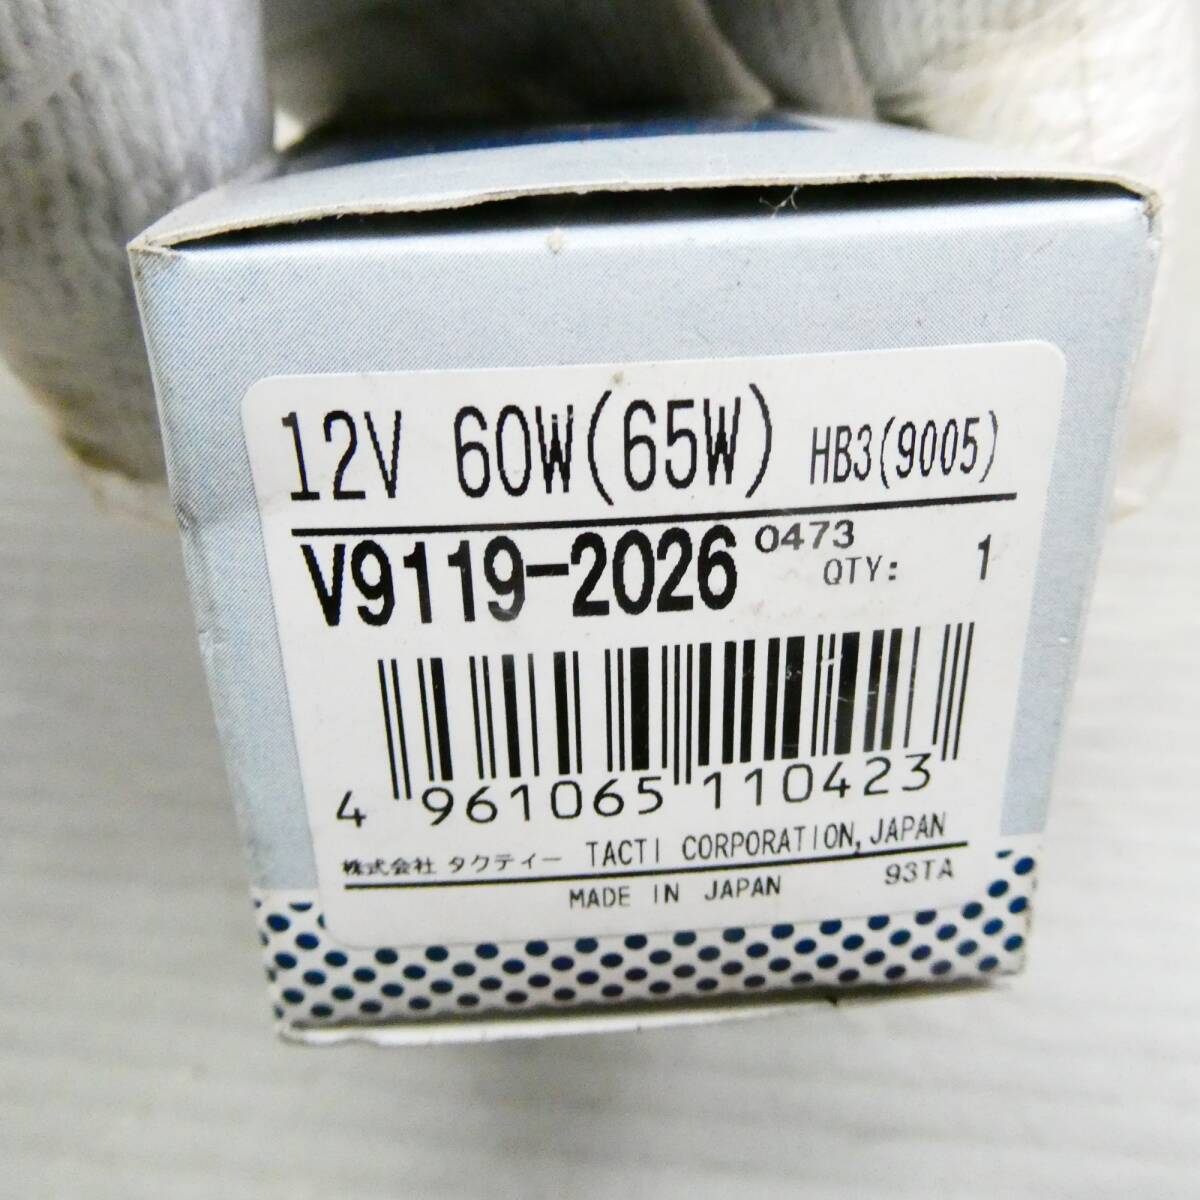 12V 60W(65W) HB3(9005)
V9119-2026 0473
QTY: 1
4 961065 110423
株式会社 タクティー TACTI CORPORATION, JAPAN
MADE IN JAPAN 93TA